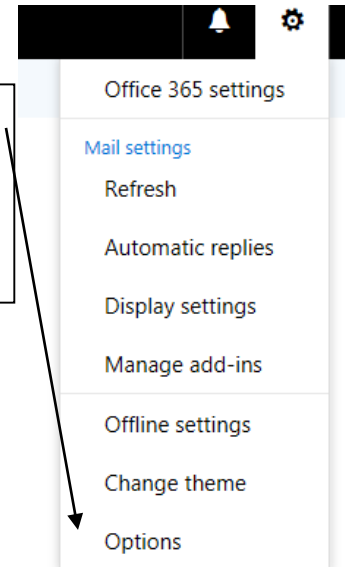 Office 365 settings
Mail settings
Refresh
Automatic replies
Display settings
Manage add-ins
Offline settings
Change theme
Options